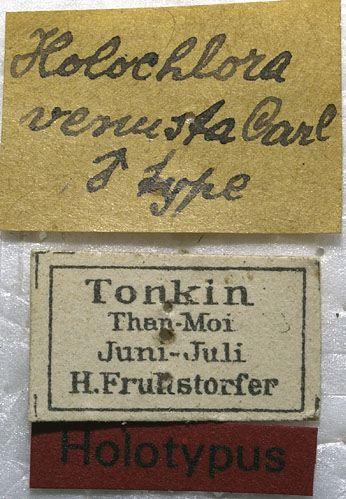 Holochlora
venusta Carl
♂ type
Tonkin
Than-Moi
Juni-Juli
H.Fruhstorfer
Holotypus